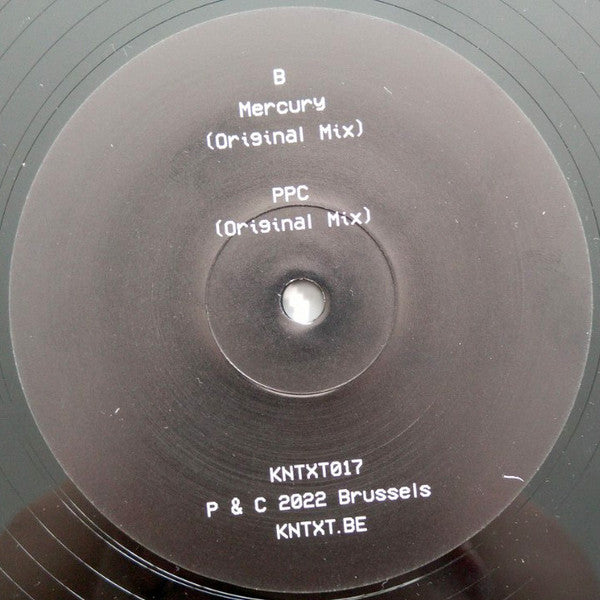 B
Mercury
(Original Mix)
PPC
(Original Mix)
KNTXT017
P & C 2022 Brussels
KNTXT.BE